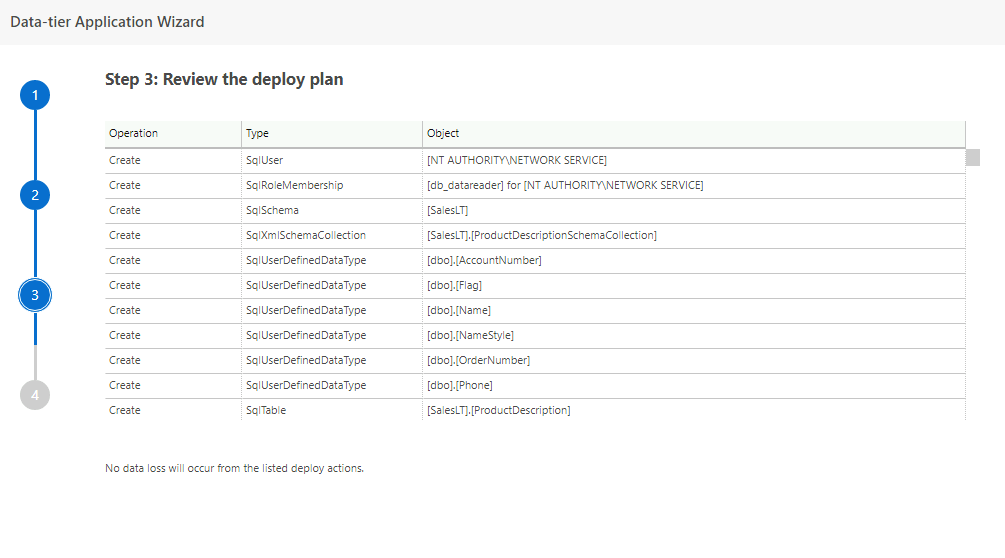 Data-tier Application Wizard
Step 3: Review the deploy plan
1
2
3
4
Operation Type Object
Create SqlUser [NT AUTHORITY\NETWORK SERVICE]
Create SqlRoleMembership [db_datareader] for [NT AUTHORITY\NETWORK SERVICE]
Create SqlSchema [SalesLT]
Create SqlXmlSchemaCollection [SalesLT].[ProductDescriptionSchemaCollection]
Create SqlUserDefinedDataType [dbo].[AccountNumber]
Create SqlUserDefinedDataType [dbo].[Flag]
Create SqlUserDefinedDataType [dbo].[Name]
Create SqlUserDefinedDataType [dbo].[NameStyle]
Create SqlUserDefinedDataType [dbo].[OrderNumber]
Create SqlUserDefinedDataType [dbo].[Phone]
Create SqlTable [SalesLT].[ProductDescription]
No data loss will occur from the listed deploy actions.